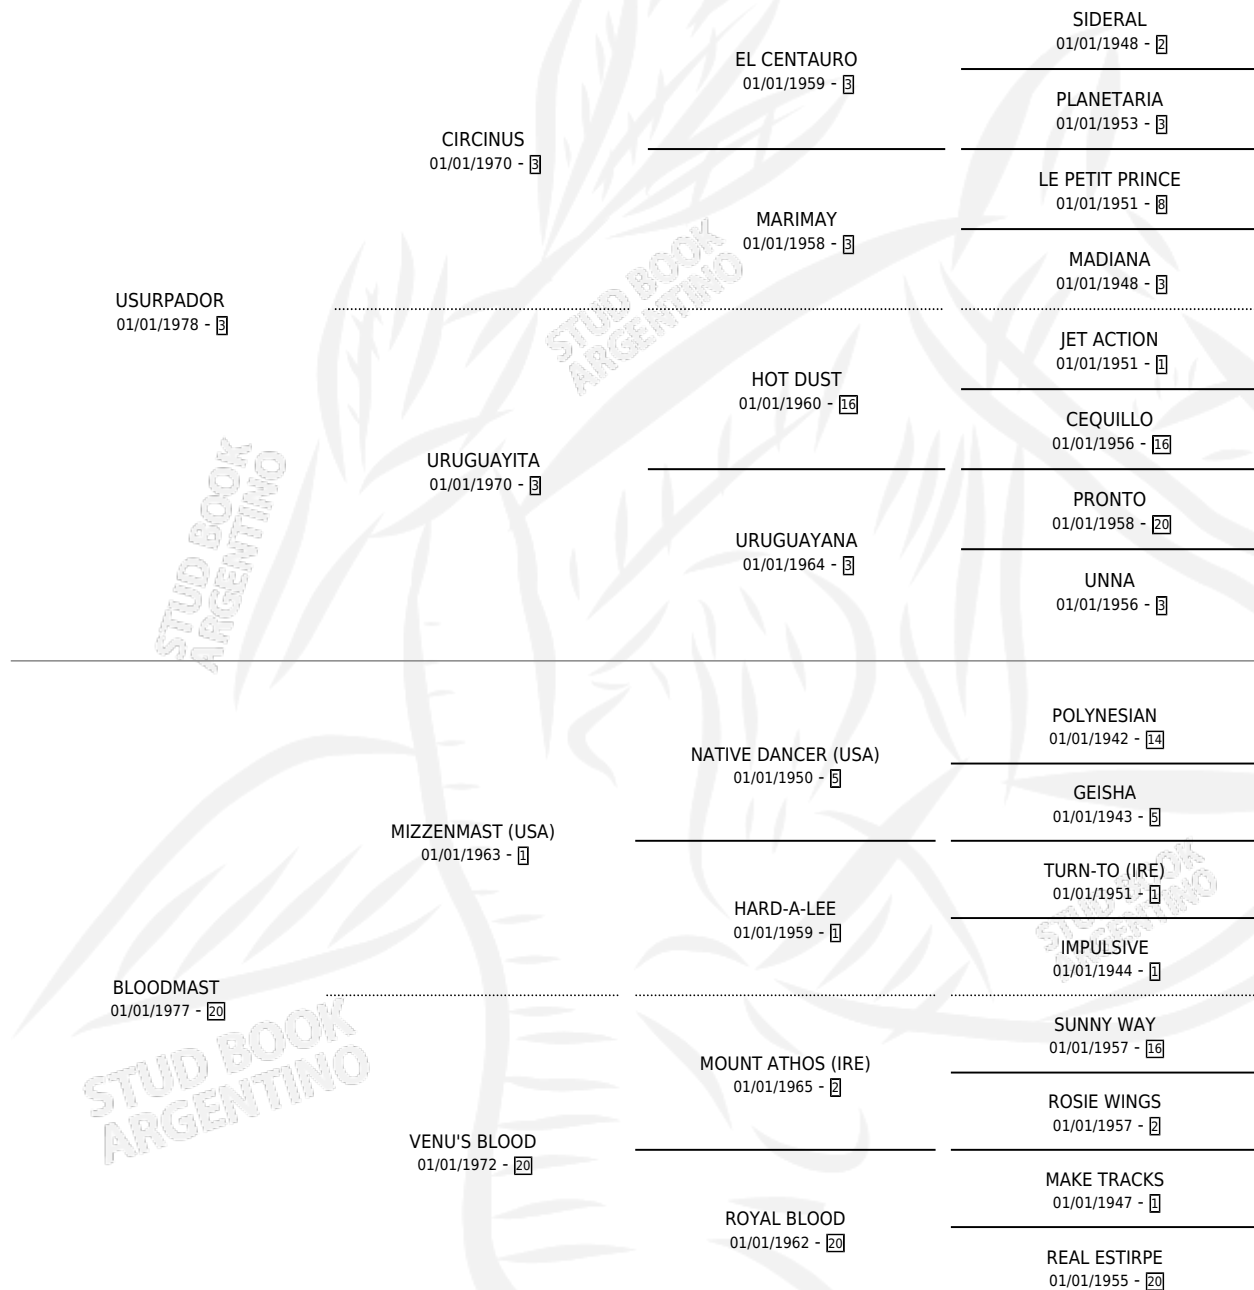 SIDERAL
01/01/1948 - 2
EL CENTAURO
01/01/1959 - 3
PLANETARIA
01/01/1953 - 3
CIRCINUS
01/01/1970 - 3
LE PETIT PRINCE
01/01/1951 - 8
MARIMAY
01/01/1958 - 3
MADIANA
01/01/1948 - 3
STUD BOOK
ARGENTINO
USURPADOR
01/01/1978 - 3
JET ACTION
01/01/1951 - 1
HOT DUST
01/01/1960 - 16
CEQUILLO
01/01/1956 - 16
URUGUAYITA
01/01/1970 - 3
PRONTO
01/01/1958 - 20
URUGUAYANA
01/01/1964 - 3
UNNA
01/01/1956 - 3
STUD BOOK
ARGENTINO
POLYNESIAN
01/01/1942 - 14
NATIVE DANCER (USA)
01/01/1950 - 5
GEISHA
01/01/1943 - 5
MIZZENMAST (USA)
01/01/1963 - 1
TURN-TO (IRE)
01/01/1951 - 1
HARD-A-LEE
01/01/1959 - 1
STUD BOOK
ARGENTINO
IMPULSIVE
01/01/1944 - 1
BLOODMAST
01/01/1977 - 20
SUNNY WAY
01/01/1957 - 16
MOUNT ATHOS (IRE)
01/01/1965 - 2
STUD BOOK
ARGENTINO
ROSIE WINGS
01/01/1957 - 2
VENU'S BLOOD
01/01/1972 - 20
MAKE TRACKS
01/01/1947 - 1
ROYAL BLOOD
01/01/1962 - 20
REAL ESTIRPE
01/01/1955 - 20